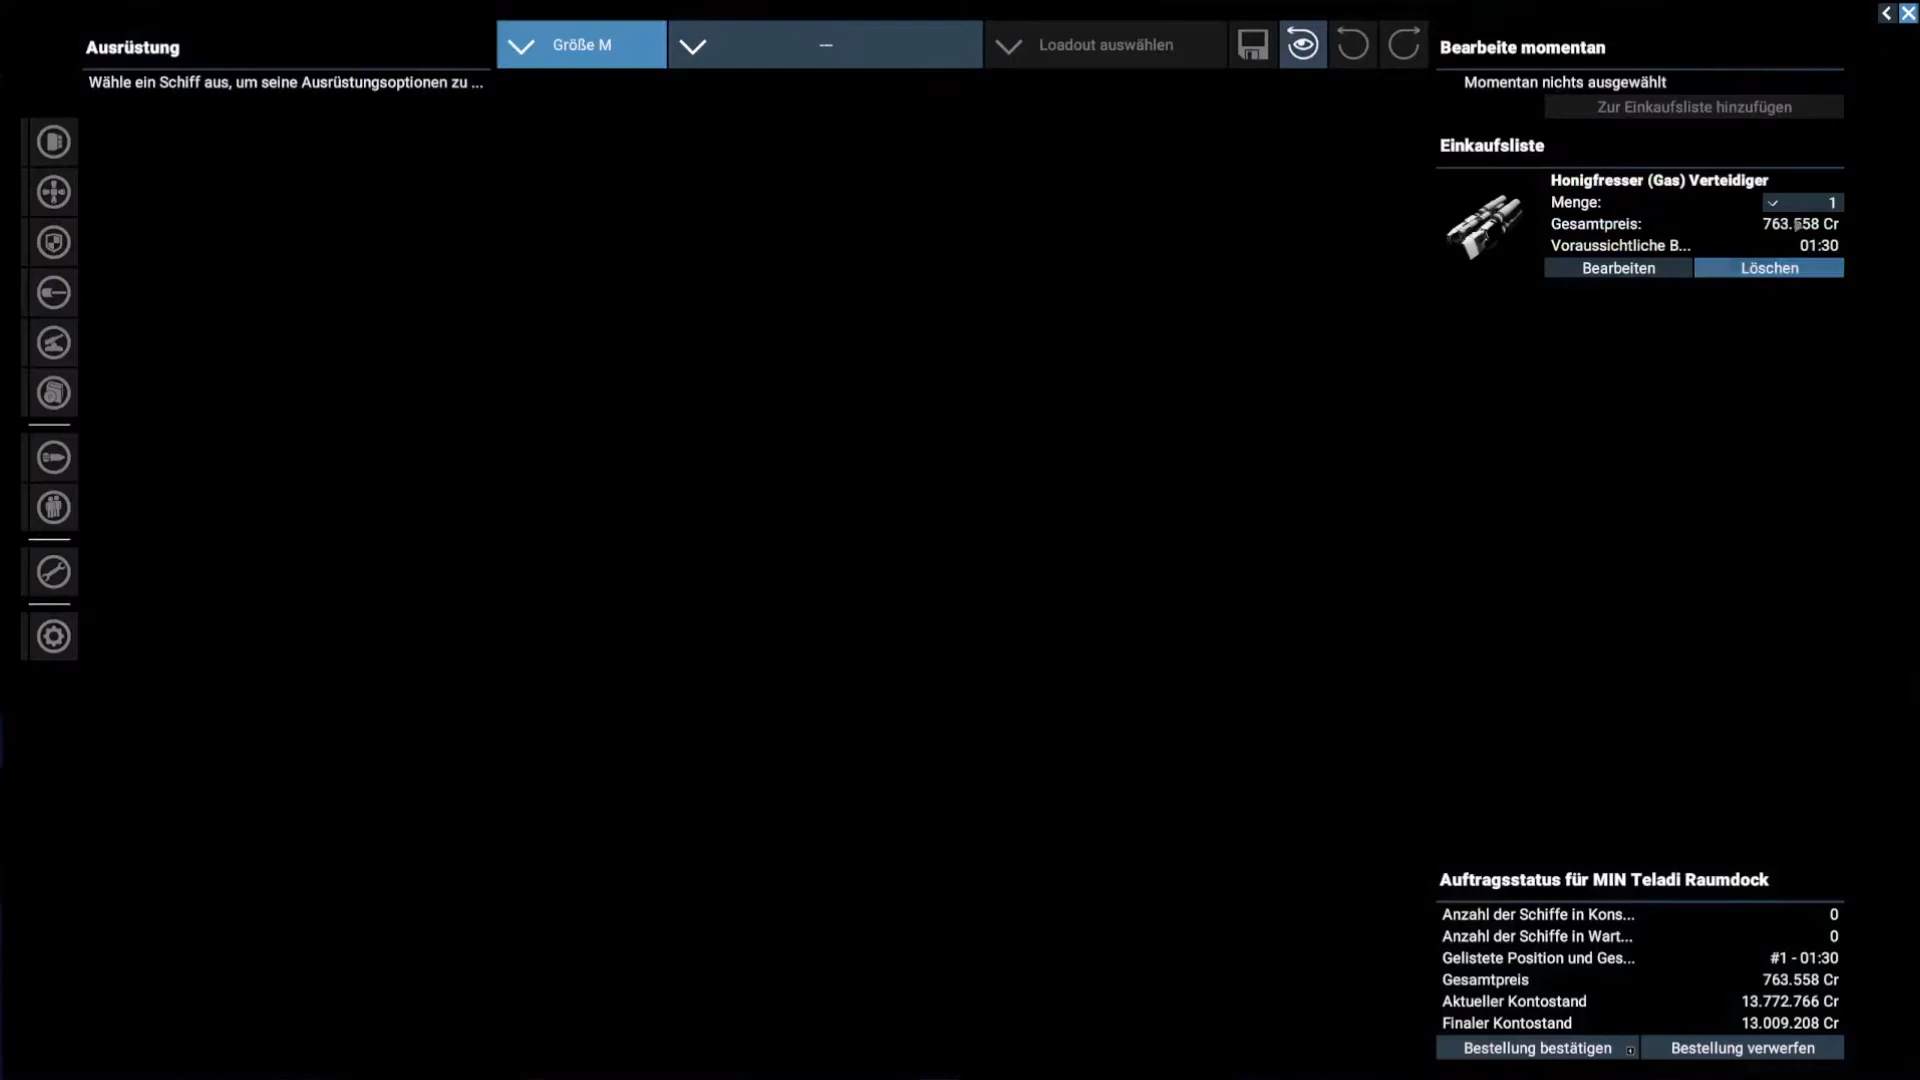 Ausrüstung
Wähle ein Schiff aus, um seine Ausrüstungsoptionen zu ...
Größe M
—
Loadout auswählen
Bearbeite momentan
Momentan nichts ausgewählt
Zur Einkaufsliste hinzufügen
Einkaufsliste
Honigfresser (Gas) Verteidiger
Menge: 1
Gesamtpreis: 763.558 Cr
Voraussichtliche B... 01:30
Bearbeiten Löschen
Auftragsstatus für MIN Teladi Raumdock
Anzahl der Schiffe in Kons... 0
Anzahl der Schiffe in Wart... 0
Gelistete Position und Ges... #1 - 01:30
Gesamtpreis 763.558 Cr
Aktueller Kontostand 13.772.766 Cr
Finaler Kontostand 13.009.208 Cr
Bestellung bestätigen Bestellung verwerfen